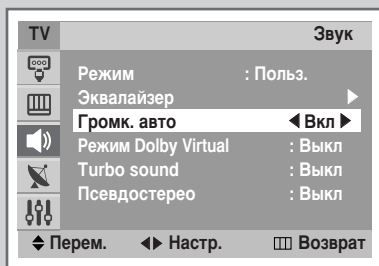 TV Звук
Режим : Польз.
Эквалайзер
Громк. авто Вкл
Режим Dolby Virtual : Выкл
Turbo sound : Выкл
Псевдостерео : Выкл
Перем. Настр. Возврат